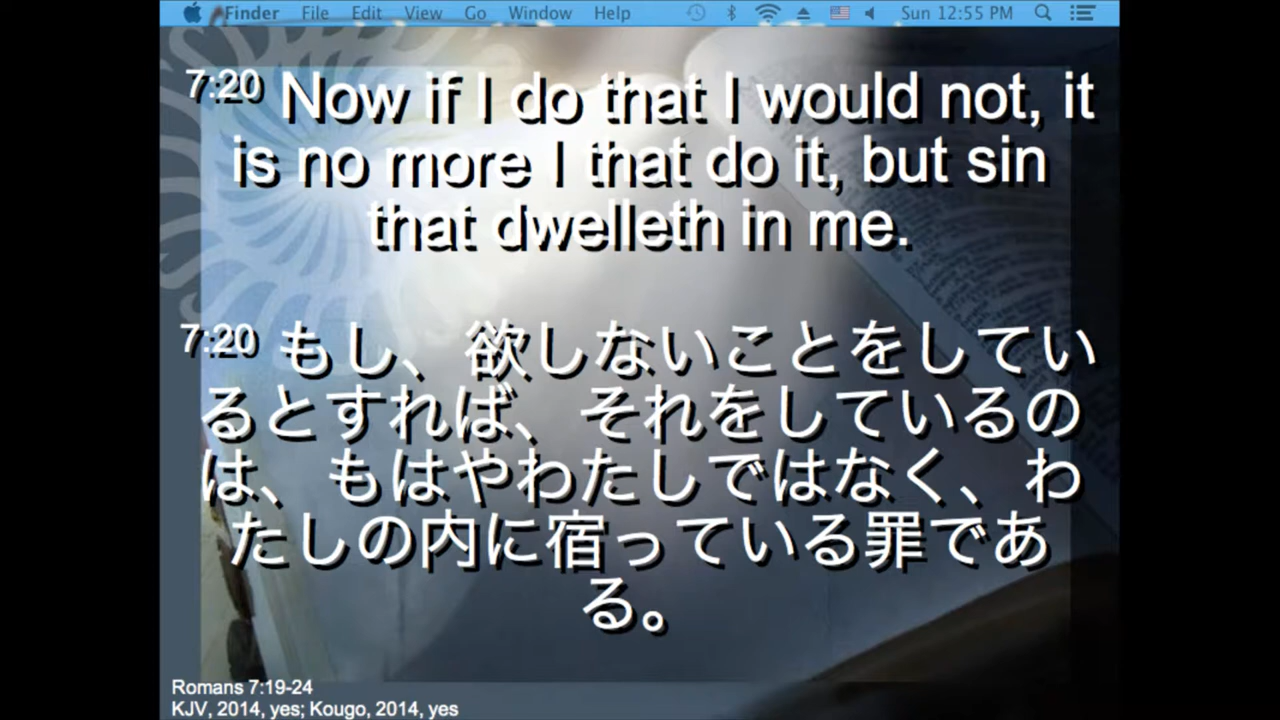 Finder File Edit View Go Window Help Sun 12:55 PM
7:20 Now if I do that I would not, it
is no more I that do it, but sin
that dwelleth in me.
7:20 もし、欲しないことをしてい
るとすれば、それをしているの
は、もはやわたしではなく、わ
たしの内に宿っている罪であ
る。
Romans 7:19-24
KJV, 2014, yes; Kougo, 2014, yes